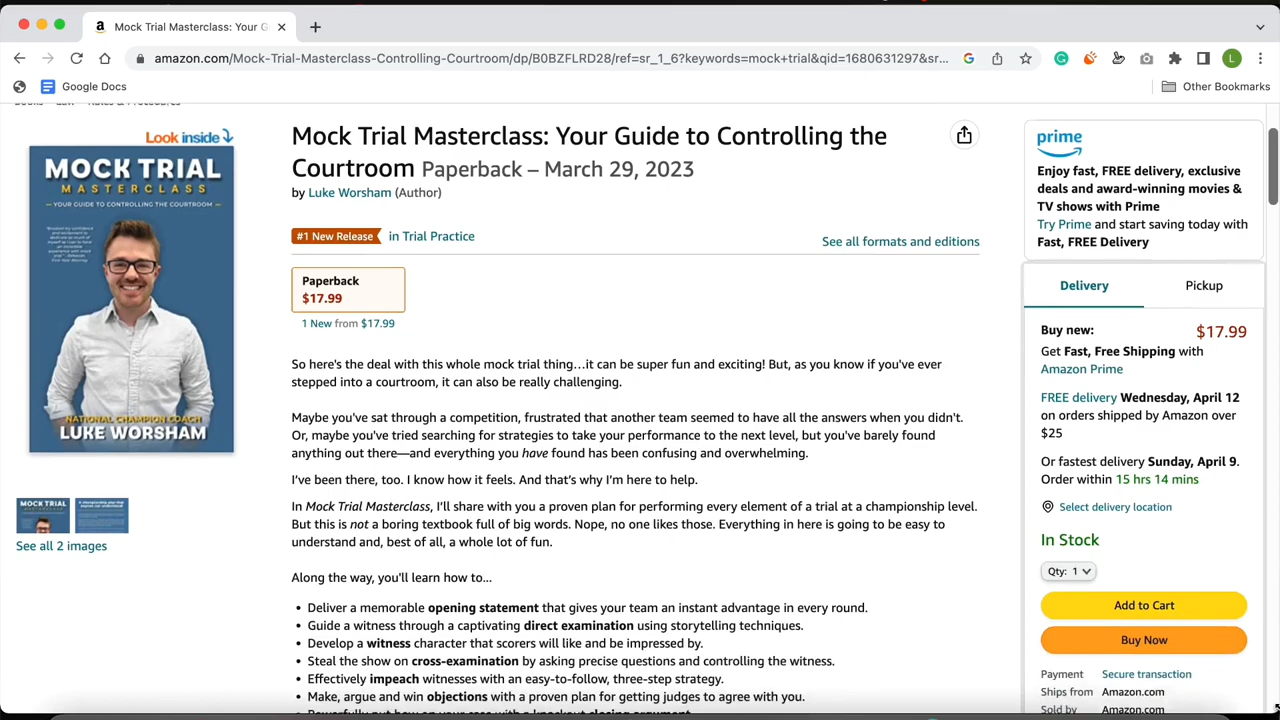 Mock Trial Masterclass: Your G
amazon.com/Mock-Trial-Masterclass-Controlling-Courtroom/dp/B0BZFLRD28/ref=sr_1_6?keywords=mock+trial&qid=1680631297&sr...
L
Google Docs
Other Bookmarks
Look inside
MOCK TRIAL
MASTERCLASS
YOUR GUIDE TO CONTROLLING THE COURTROOM
NATIONAL CHAMPION COACH
LUKE WORSHAM
See all 2 images
Mock Trial Masterclass: Your Guide to Controlling the
Courtroom Paperback – March 29, 2023
by Luke Worsham (Author)
#1 New Release in Trial Practice
See all formats and editions
Paperback
$17.99
1 New from $17.99
So here's the deal with this whole mock trial thing…it can be super fun and exciting! But, as you know if you've ever
stepped into a courtroom, it can also be really challenging.
Maybe you've sat through a competition, frustrated that another team seemed to have all the answers when you didn't.
Or, maybe you've tried searching for strategies to take your performance to the next level, but you've barely found
anything out there—and everything you have found has been confusing and overwhelming.
I've been there, too. I know how it feels. And that's why I'm here to help.
In Mock Trial Masterclass, I'll share with you a proven plan for performing every element of a trial at a championship level.
But this is not a boring textbook full of big words. Nope, no one likes those. Everything in here is going to be easy to
understand and, best of all, a whole lot of fun.
Along the way, you'll learn how to...
• Deliver a memorable opening statement that gives your team an instant advantage in every round.
• Guide a witness through a captivating direct examination using storytelling techniques.
• Develop a witness character that scorers will like and be impressed by.
• Steal the show on cross-examination by asking precise questions and controlling the witness.
• Effectively impeach witnesses with an easy-to-follow, three-step strategy.
• Make, argue and win objections with a proven plan for getting judges to agree with you.
prime
Enjoy fast, FREE delivery, exclusive
deals and award-winning movies &
TV shows with Prime
Try Prime and start saving today with
Fast, FREE Delivery
Delivery
Pickup
Buy new:
$17.99
Get Fast, Free Shipping with
Amazon Prime
FREE delivery Wednesday, April 12
on orders shipped by Amazon over
$25
Or fastest delivery Sunday, April 9.
Order within 15 hrs 14 mins
Select delivery location
In Stock
Qty: 1
Add to Cart
Buy Now
Payment Secure transaction
Ships from Amazon.com
Sold by Amazon.com